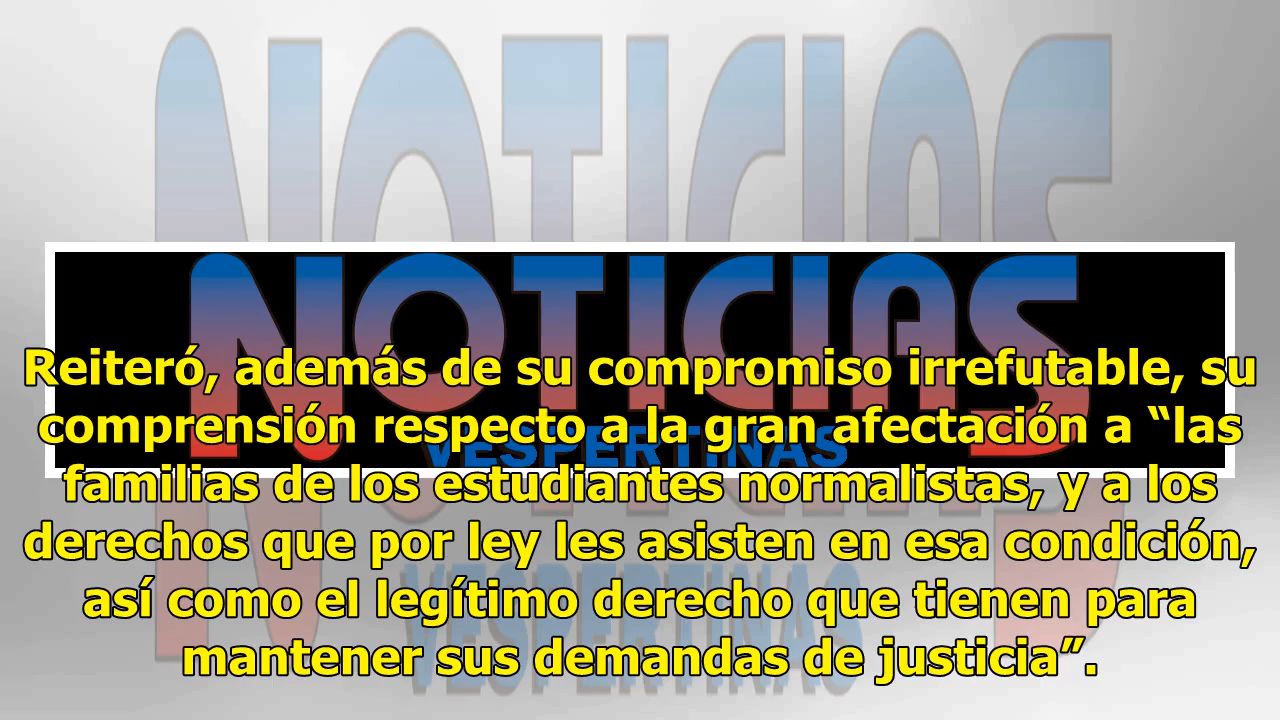 NOTICIAS
VESPERTINAS
NOTICIAS
VESPERTINAS
Reiteró, además de su compromiso irrefutable, su
comprensión respecto a la gran afectación a “las
familias de los estudiantes normalistas, y a los
derechos que por ley les asisten en esa condición,
así como el legítimo derecho que tienen para
mantener sus demandas de justicia”.